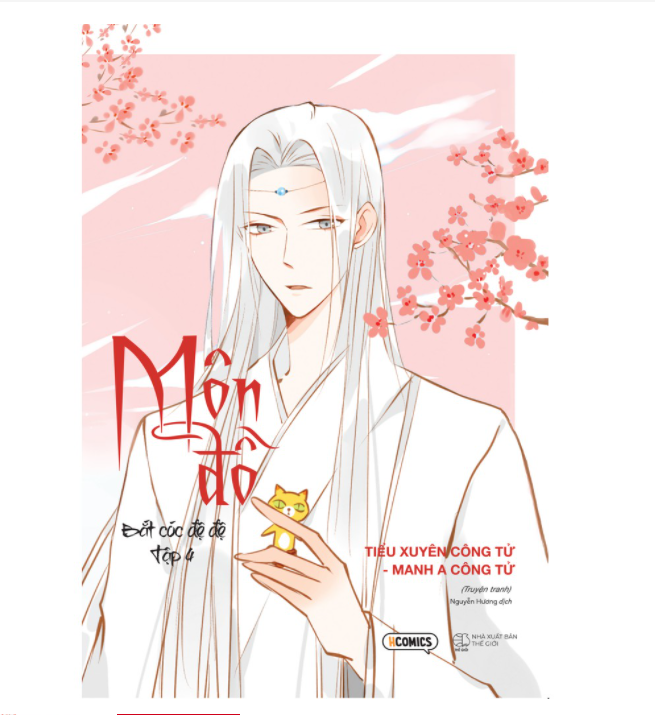 Môn
đồ
Bắt cóc đệ đệ
Tập 4
TIỂU XUYÊN CÔNG TỬ
- MANH A CÔNG TỬ
(Truyện tranh)
Nguyễn Hương dịch
HCOMICS
NHÀ XUẤT BẢN
THẾ GIỚI